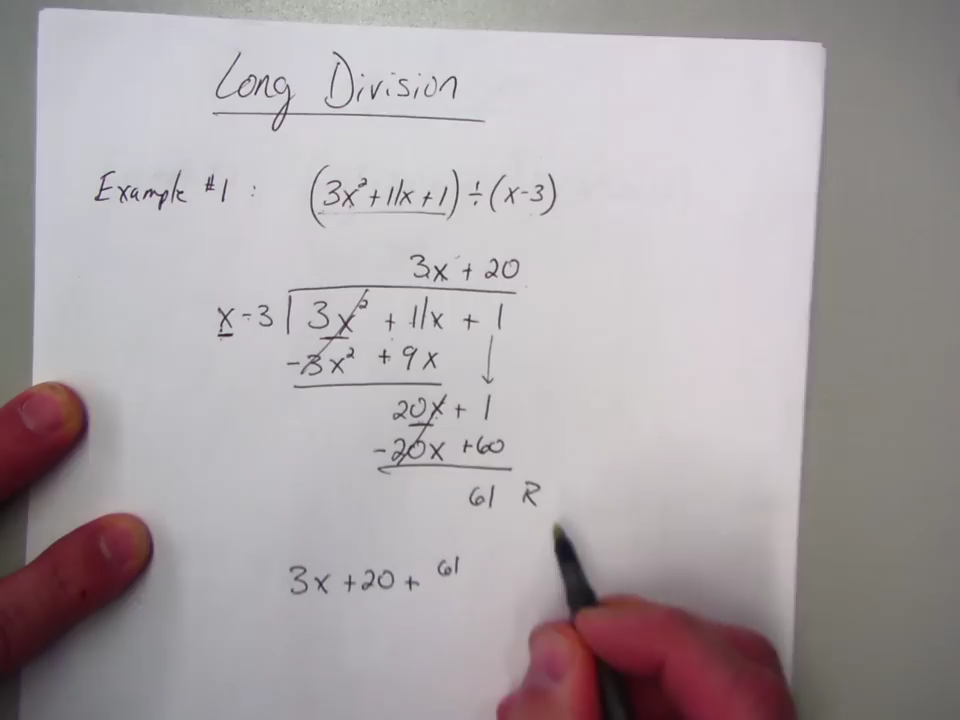 Long Division
Example #1 : (3x² + 11x + 1) ÷ (x - 3)
3x + 20
x - 3 | 3x² + 11x + 1
-3x² + 9x
20x + 1
-20x + 60
61 R
3x + 20 + 61